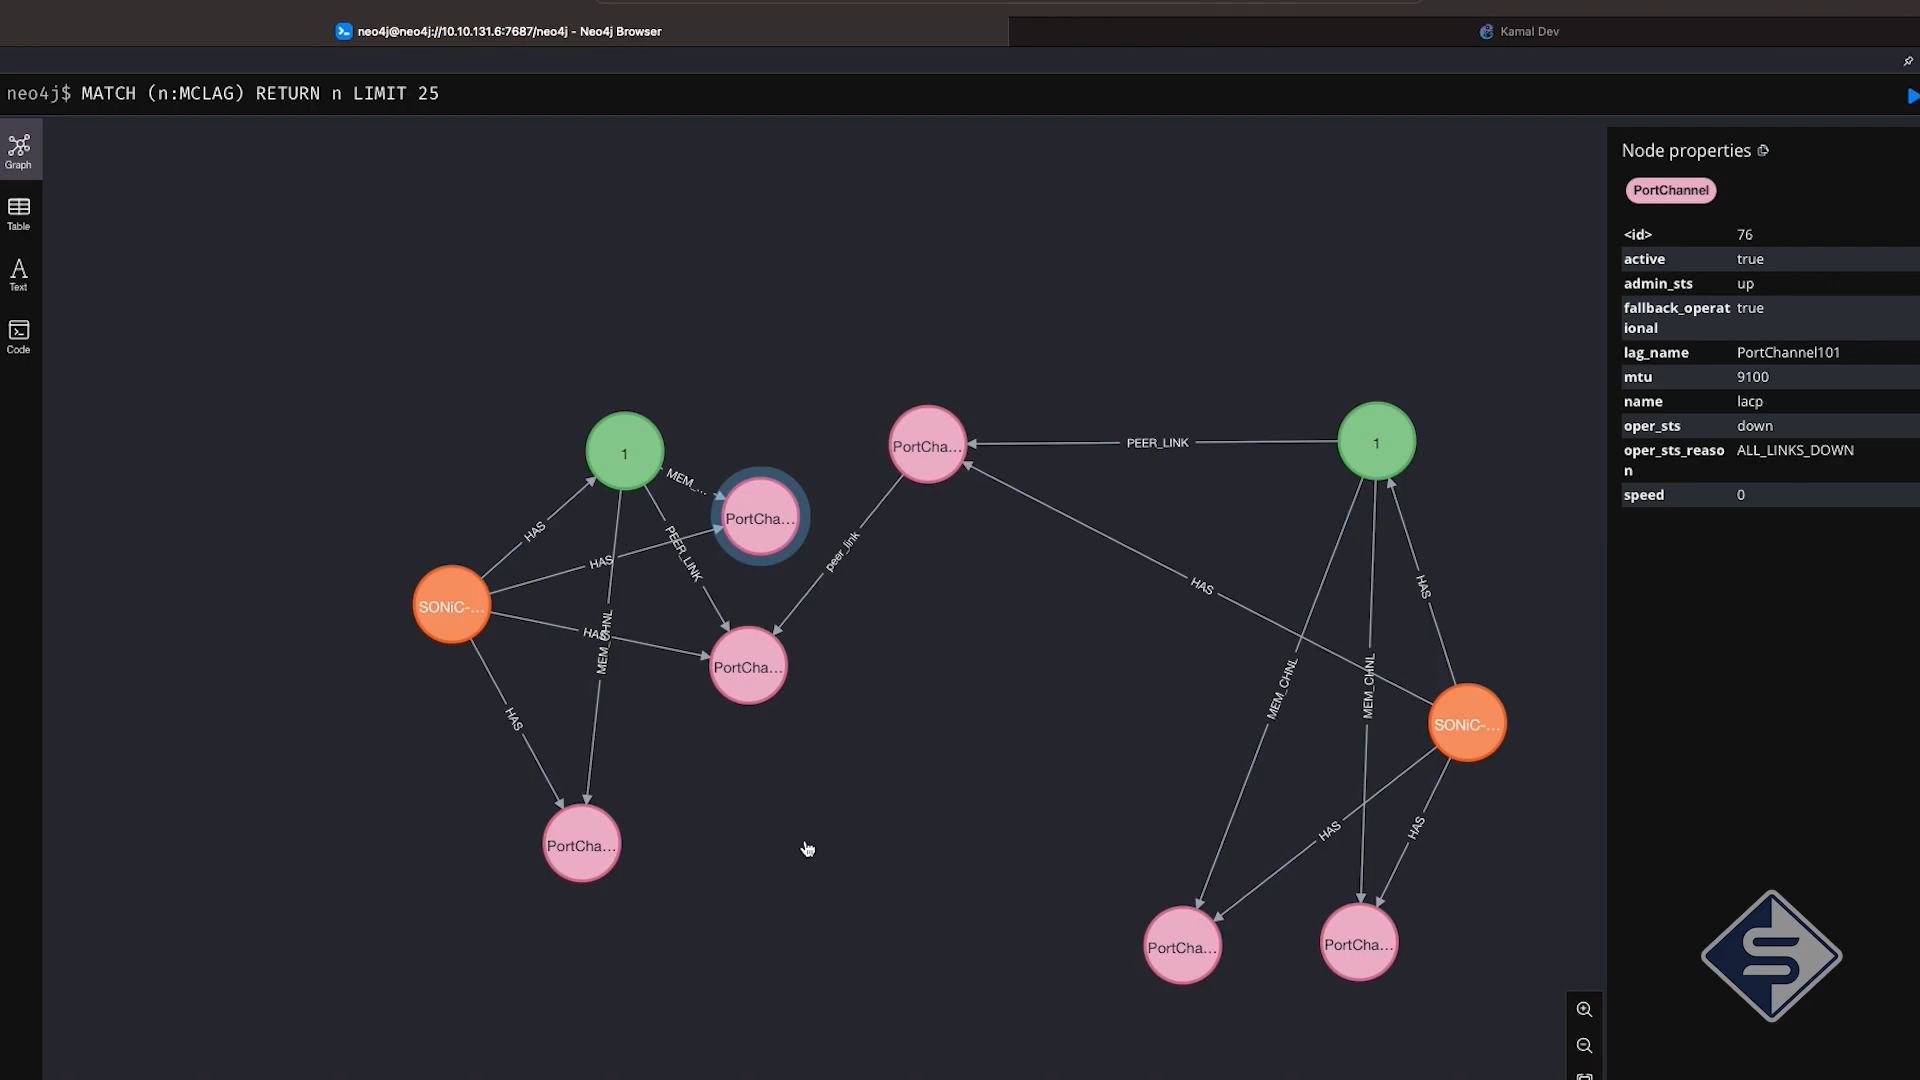 neo4j@neo4j://10.10.131.6:7687/neo4j - Neo4j Browser
Kamal Dev
neo4j$ MATCH (n:MCLAG) RETURN n LIMIT 25
Graph
Table
Text
Code
Node properties
PortChannel
<id> 76
active true
admin_sts up
fallback_operat true
ional
lag_name PortChannel101
mtu 9100
name lacp
oper_sts down
oper_sts_reaso ALL_LINKS_DOWN
n
speed 0
1
MEM_...
PortCha...
HAS
HAS
PEER_LINK
SONiC-...
HAS
MEM_CHNL
PortCha...
HAS
PortCha...
PortCha...
PEER_LINK
1
peer_link
HAS
HAS
MEM_CHNL
MEM_CHNL
SONiC-...
HAS
HAS
PortCha...
PortCha...